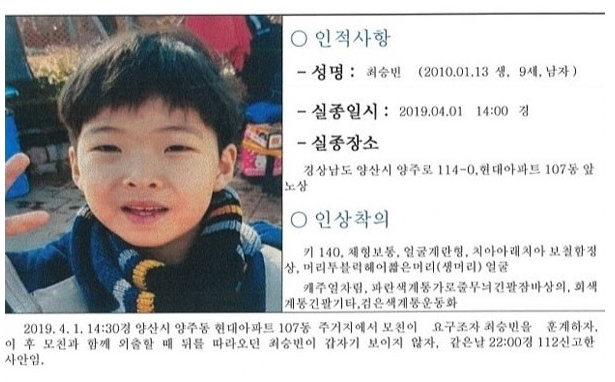 ○ 인적사항
- 성명 : 최승빈 (2010.01.13 생, 9세, 남자)
- 실종일시 : 2019.04.01 14:00 경
- 실종장소
경상남도 양산시 양주로 114-0,현대아파트 107동 앞
노상
○ 인상착의
키 140, 체형보통, 얼굴계란형, 치아아래치아 보철함정
상, 머리투블럭헤어짧은머리(생머리) 얼굴
캐주얼차림, 파란색계통가로줄무늬긴팔잠바상의, 회색
계통긴팔기타,검은색계통운동화
2019. 4. 1. 14:30경 양산시 양주동 현대아파트 107동 주거지에서 모친이 요구조자 최승빈을 훈계하자,
이 후 모친과 함께 외출할 때 뒤를 따라오던 최승빈이 갑자기 보이지 않자, 같은날 22:00경 112신고한
사안임.